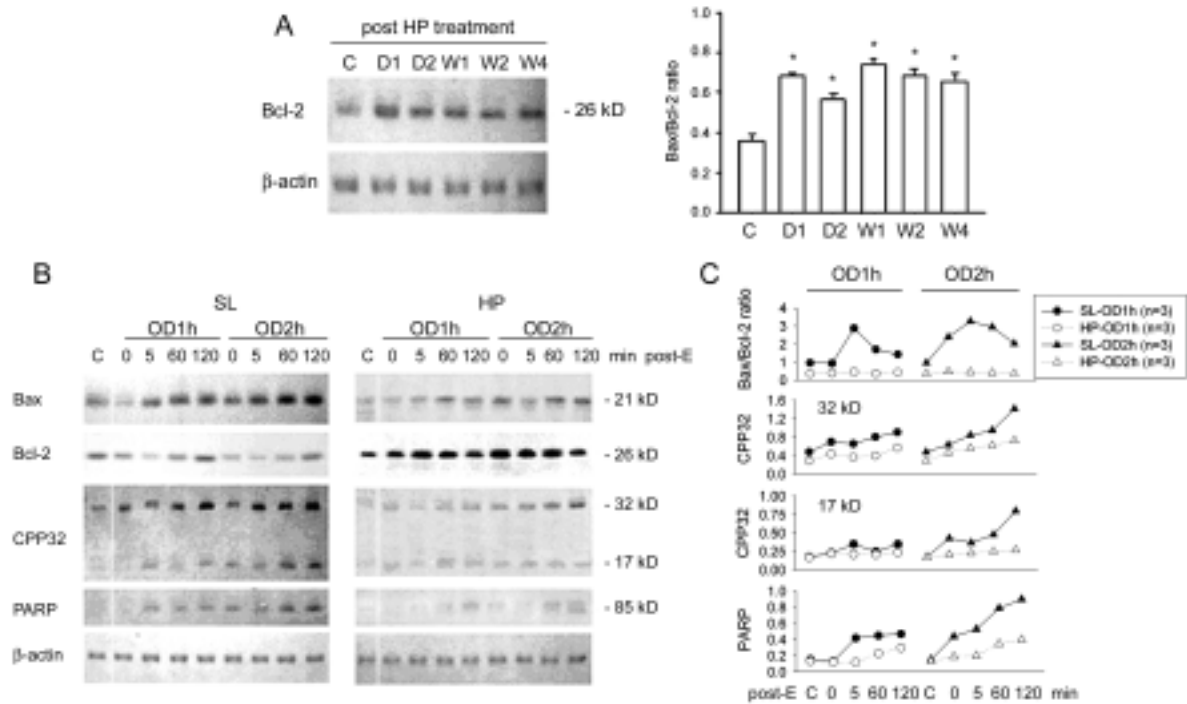 A
post HP treatment
C D1 D2 W1 W2 W4
Bcl-2 - 26 kD
β-actin
Bax/Bcl-2 ratio
1.0
0.8
0.6
0.4
0.2
0.0
* * * * *
C D1 D2 W1 W2 W4
B
SL HP
OD1h OD2h OD1h OD2h
C 0 5 60 120 0 5 60 120 C 0 5 60 120 0 5 60 120 min post-E
Bax - 21 kD
Bcl-2 - 26 kD
CPP32 - 32 kD
- 17 kD
PARP - 85 kD
β-actin
C
OD1h OD2h
SL-OD1h (n=3)
HP-OD1h (n=3)
SL-OD2h (n=3)
HP-OD2h (n=3)
Bax/Bcl-2 ratio
4
3
2
1
0
32 kD
CPP32
1.6
1.2
0.8
0.4
0.0
17 kD
CPP32
1.00
0.75
0.50
0.25
0.00
PARP
1.0
0.8
0.6
0.4
0.2
0.0
post-E C 0 5 60 120 C 0 5 60 120 min